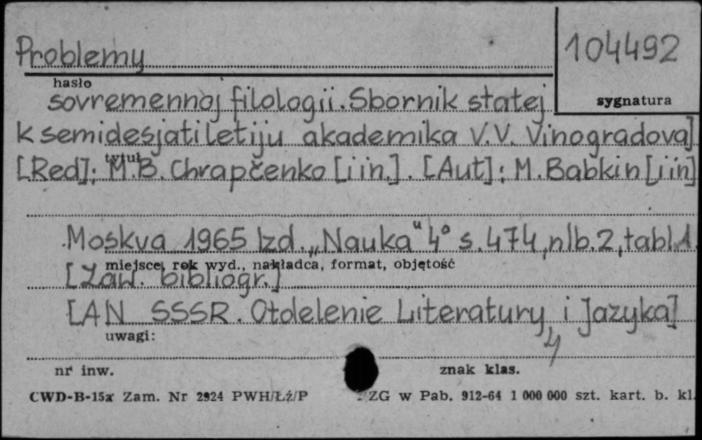 Problemy
104492
hasło
sygnatura
sovremennoj filologii. Sbornik statej
k semidesjatiletiju akademika V.V. Vinogradova]
tytuł
[Red]: M.B. Chrapčenko [i in.]. [Aut]: M. Babkin [i in]
Moskva 1965 Izd. „Nauka" 4° s. 474, nlb. 2, tabl. 1.
miejsce, rok wyd., nakładca, format, objętość
[Zaw. bibliogr.]
[AN SSSR. Otdelenie Literatury i Jazyka]
uwagi:
nr inw.
znak klas.
CWD-B-15a Zam. Nr 2924 PWH/Łź/P
ZG w Pab. 912-64 1 000 000 szt. kart. b. kl.